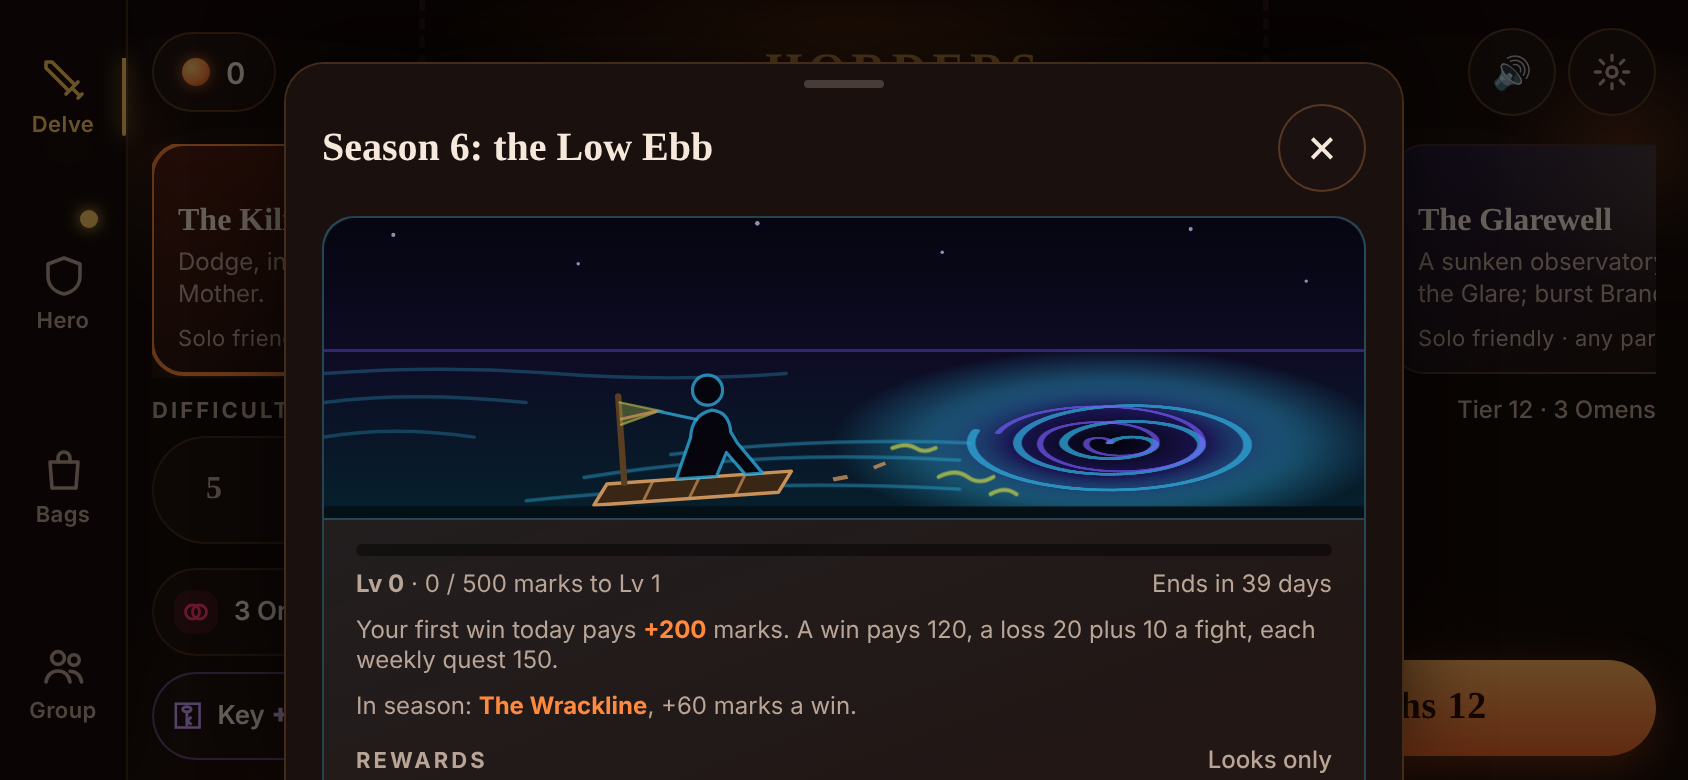 Delve
0
HORDERS
Season 6: the Low Ebb
The Kil
Dodge, in
Mother.
Solo frien
The Glarewell
A sunken observatory
the Glare; burst Bran
Solo friendly · any par
DIFFICULT
Tier 12 · 3 Omens
Hero
5
Bags
3 Or
Lv 0 · 0 / 500 marks to Lv 1
Ends in 39 days
Your first win today pays +200 marks. A win pays 120, a loss 20 plus 10 a fight, each
weekly quest 150.
In season: The Wrackline, +60 marks a win.
Group
Key +
hs 12
REWARDS
Looks only